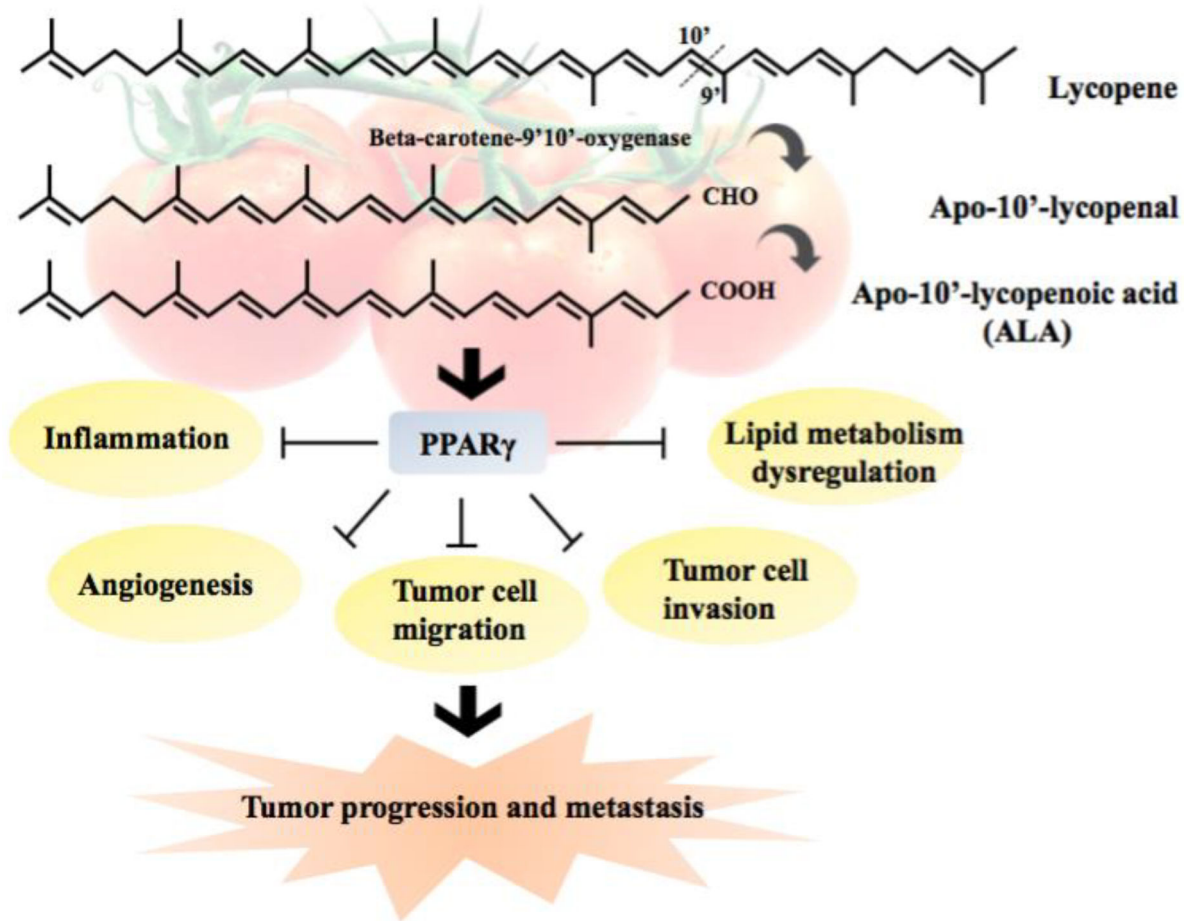 10’
9’
Lycopene
Beta-carotene-9’10’-oxygenase
CHO
Apo-10’-lycopenal
COOH
Apo-10’-lycopenoic acid
(ALA)
Inflammation
PPARγ
Lipid metabolism
dysregulation
Angiogenesis
Tumor cell
migration
Tumor cell
invasion
Tumor progression and metastasis